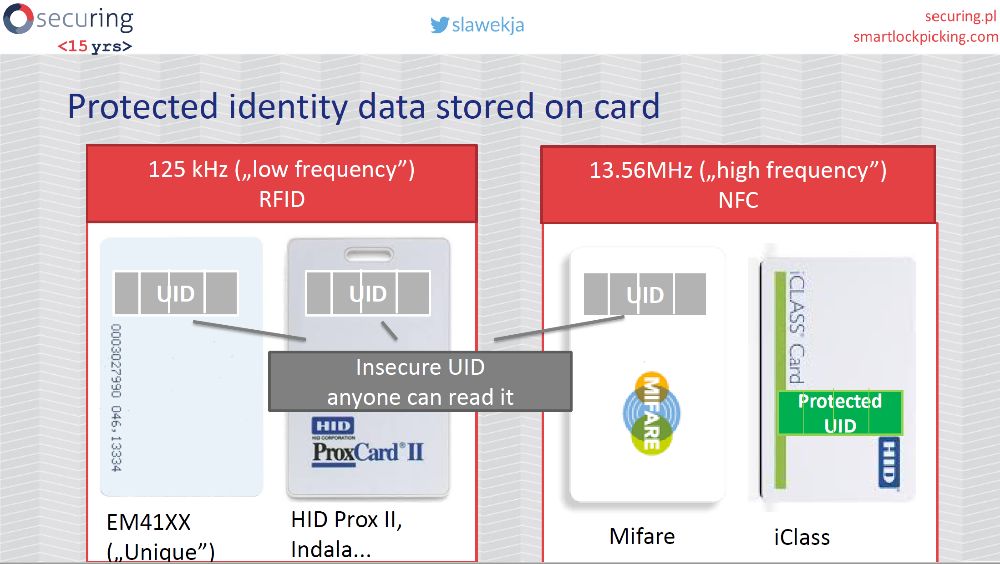 securing
<15 yrs>
slawekja
securing.pl
smartlockpicking.com
Protected identity data stored on card
125 kHz („low frequency”)
RFID
13.56MHz („high frequency”)
NFC
UID
UID
UID
iCLASS® Card
0003027990 046,13334
Insecure UID
anyone can read it
MIFARE
Protected
UID
HID
HID CORPORATION
ProxCard® II
HID
EM41XX
(„Unique”)
HID Prox II,
Indala...
Mifare
iClass